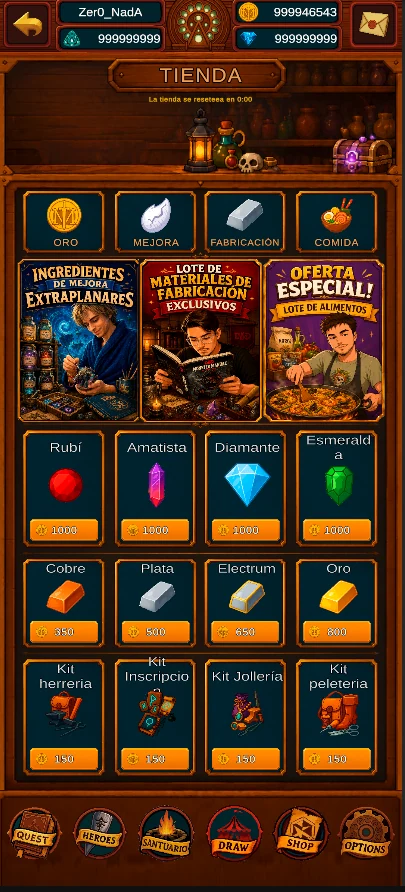 Zer0_NadA
999946543
999999999
999999999
TIENDA
La tienda se reseteea en 0:00
ORO
MEJORA
FABRICACIÓN
COMIDA
INGREDIENTES
DE MEJORA
EXTRAPLANARES
LOTE DE
MATERIALES DE
FABRICACIÓN
EXCLUSIVOS
OFERTA
ESPECIAL!
LOTE DE ALIMENTOS
Rubí
Amatista
Diamante
Esmerald
a
1000
1000
1000
1000
Cobre
Plata
Electrum
Oro
350
500
650
800
Kit
herreria
Kit
Inscripcio
n
Kit Jollería
Kit
peleteria
150
150
150
150
QUEST
HEROES
SANTUARIO
DRAW
SHOP
OPTIONS